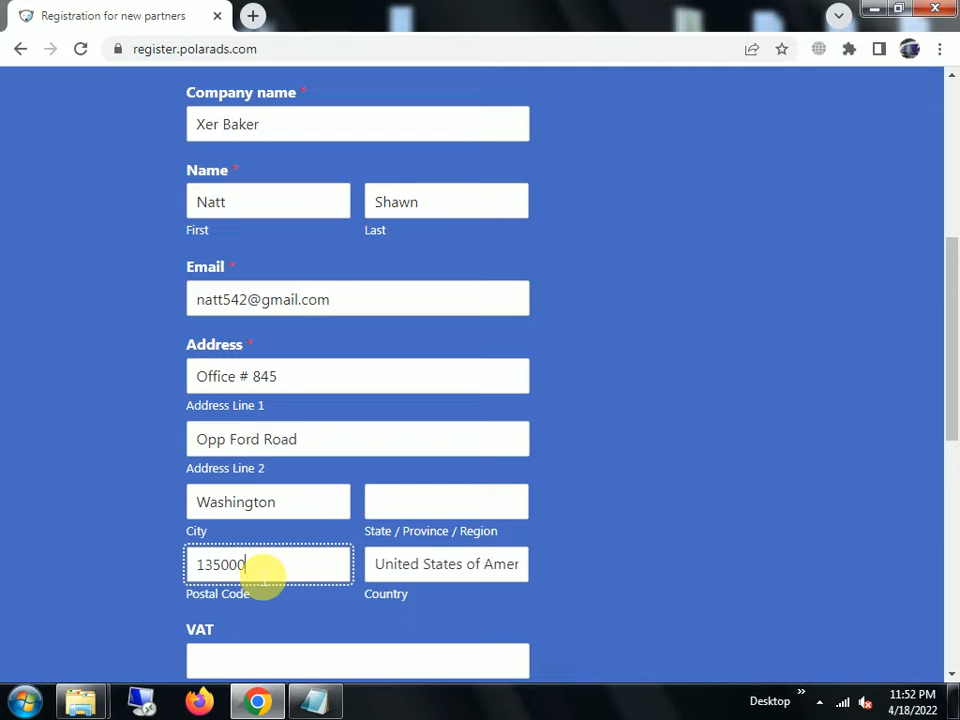 Registration for new partners
register.polarads.com
Company name *
Xer Baker
Name *
Natt Shawn
First Last
Email *
natt542@gmail.com
Address *
Office # 845
Address Line 1
Opp Ford Road
Address Line 2
Washington
City State / Province / Region
135000 United States of Amer
Postal Code Country
VAT
Desktop » 11:52 PM
4/18/2022